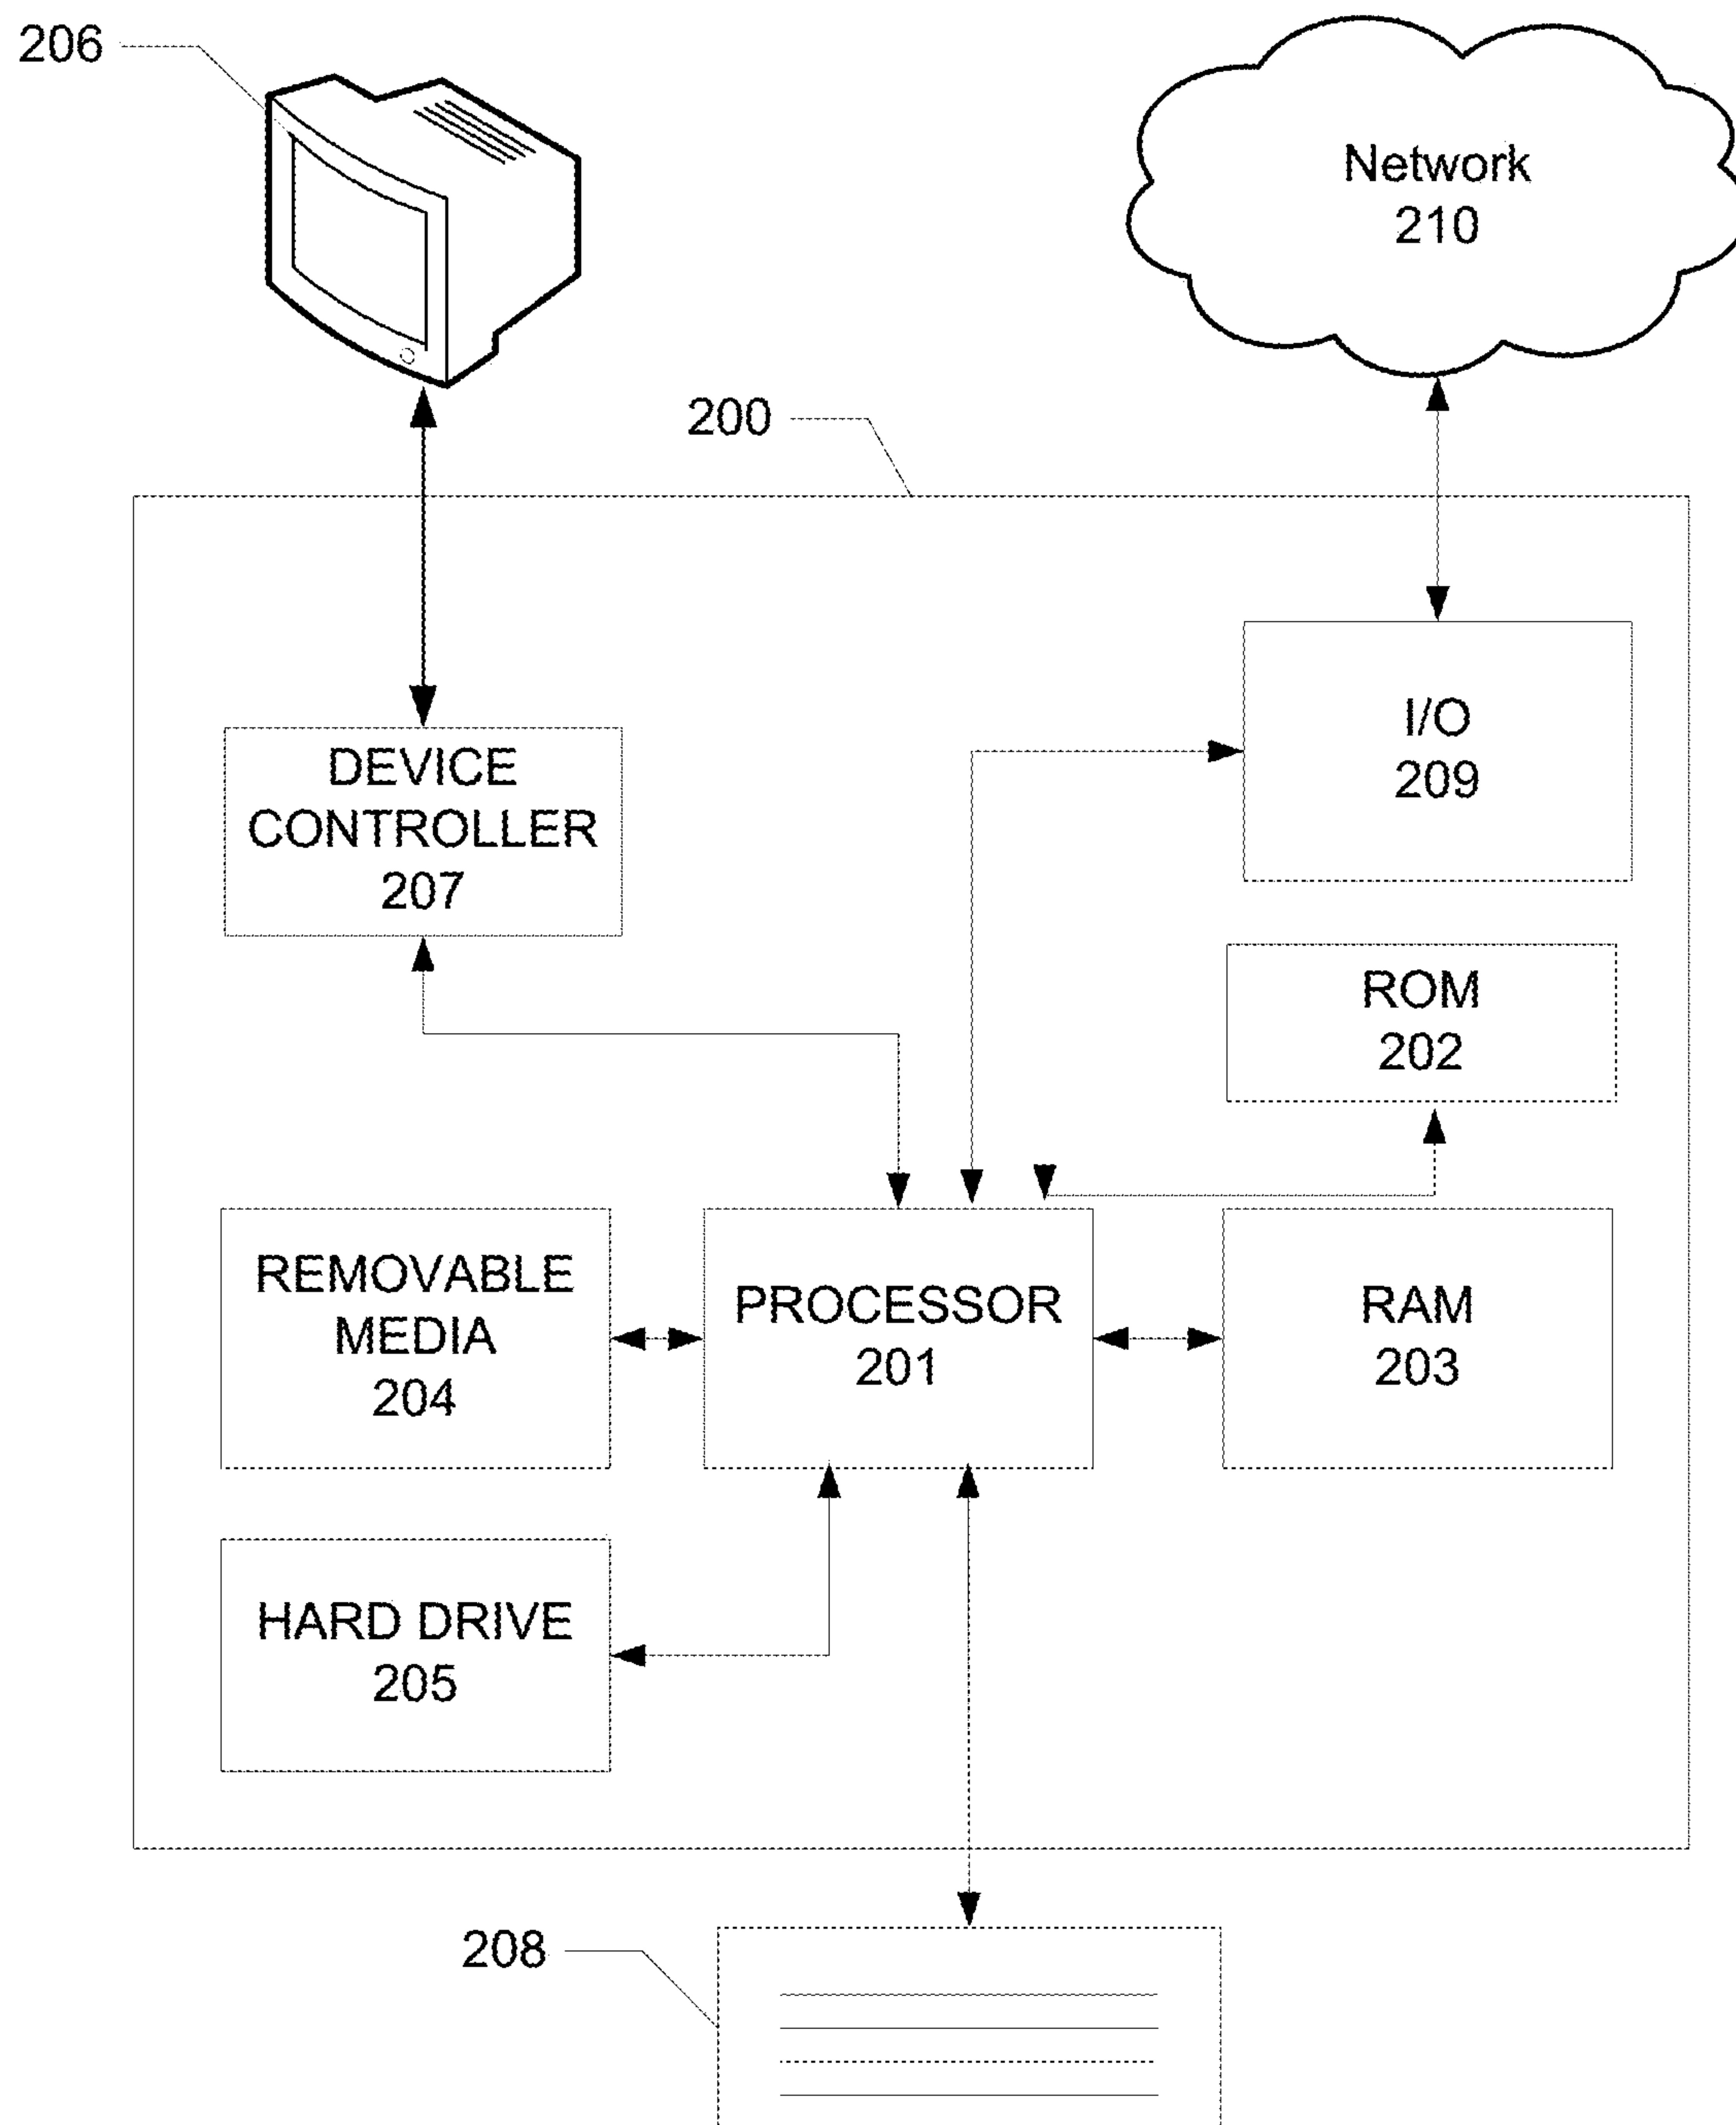 206
Network
210
200
I/O
209
DEVICE
CONTROLLER
207
ROM
202
REMOVABLE
MEDIA
204
PROCESSOR
201
RAM
203
HARD DRIVE
205
208